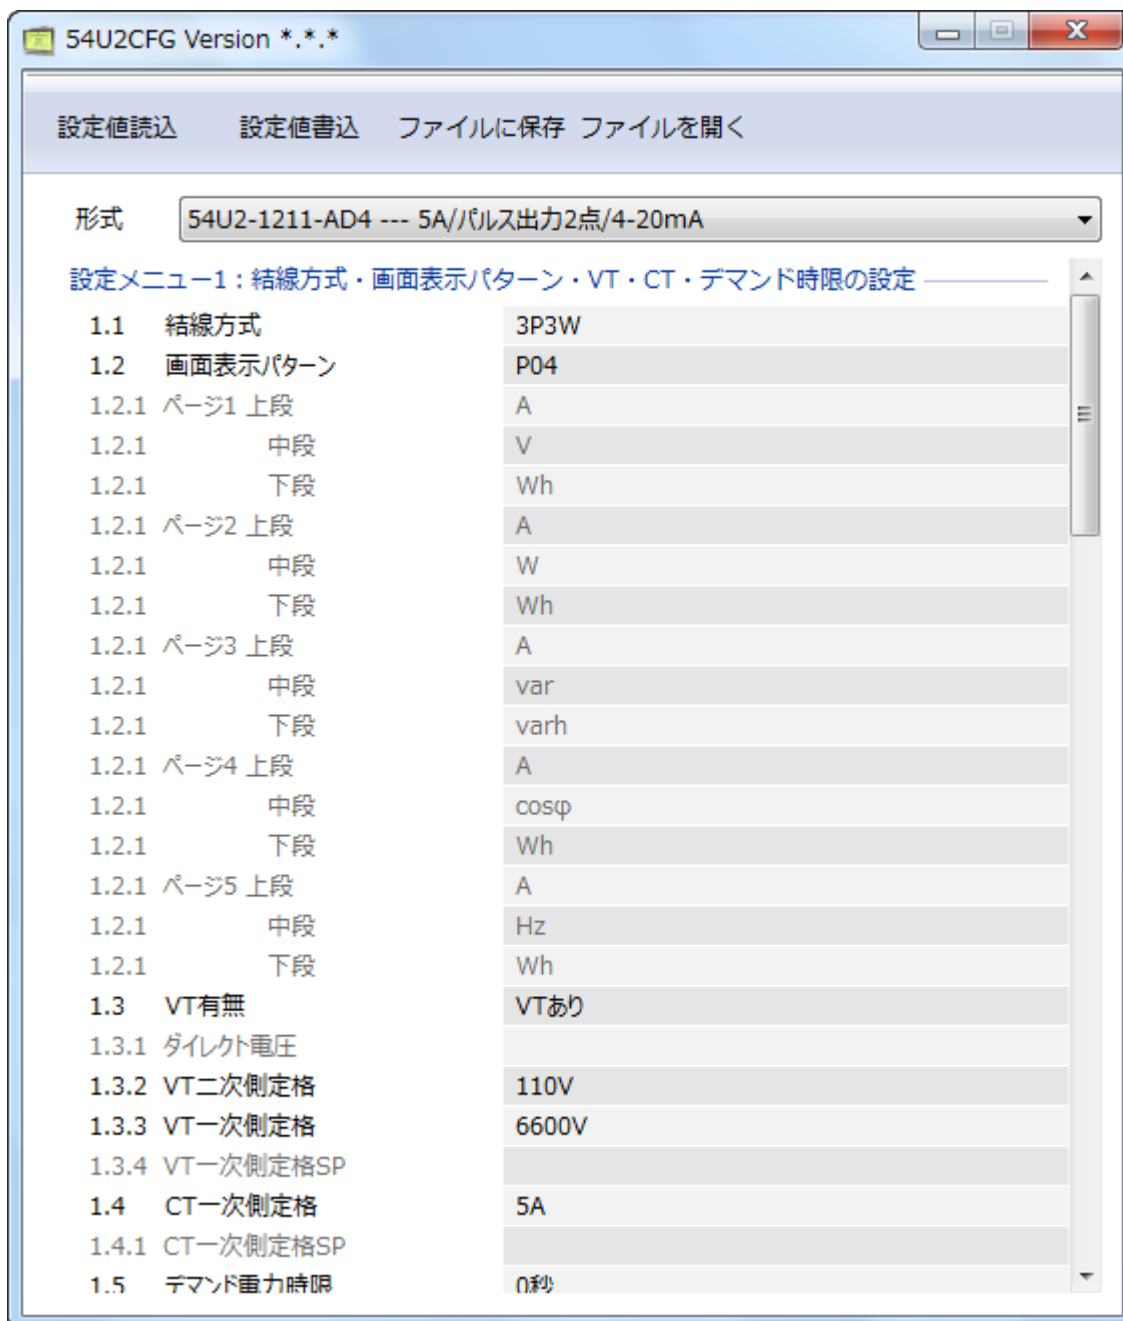 54U2CFG Version *.*.*
設定値読込 設定値書込 ファイルに保存 ファイルを開く
形式 54U2-1211-AD4 --- 5A/パルス出力2点/4-20mA
設定メニュー1：結線方式・画面表示パターン・VT・CT・デマンド時限の設定
1.1 結線方式 3P3W
1.2 画面表示パターン P04
1.2.1 ページ1 上段 A
1.2.1 中段 V
1.2.1 下段 Wh
1.2.1 ページ2 上段 A
1.2.1 中段 W
1.2.1 下段 Wh
1.2.1 ページ3 上段 A
1.2.1 中段 var
1.2.1 下段 varh
1.2.1 ページ4 上段 A
1.2.1 中段 cosφ
1.2.1 下段 Wh
1.2.1 ページ5 上段 A
1.2.1 中段 Hz
1.2.1 下段 Wh
1.3 VT有無 VTあり
1.3.1 ダイレクト電圧
1.3.2 VT二次側定格 110V
1.3.3 VT一次側定格 6600V
1.3.4 VT一次側定格SP
1.4 CT一次側定格 5A
1.4.1 CT一次側定格SP
1.5 デマンド電力時限 0秒